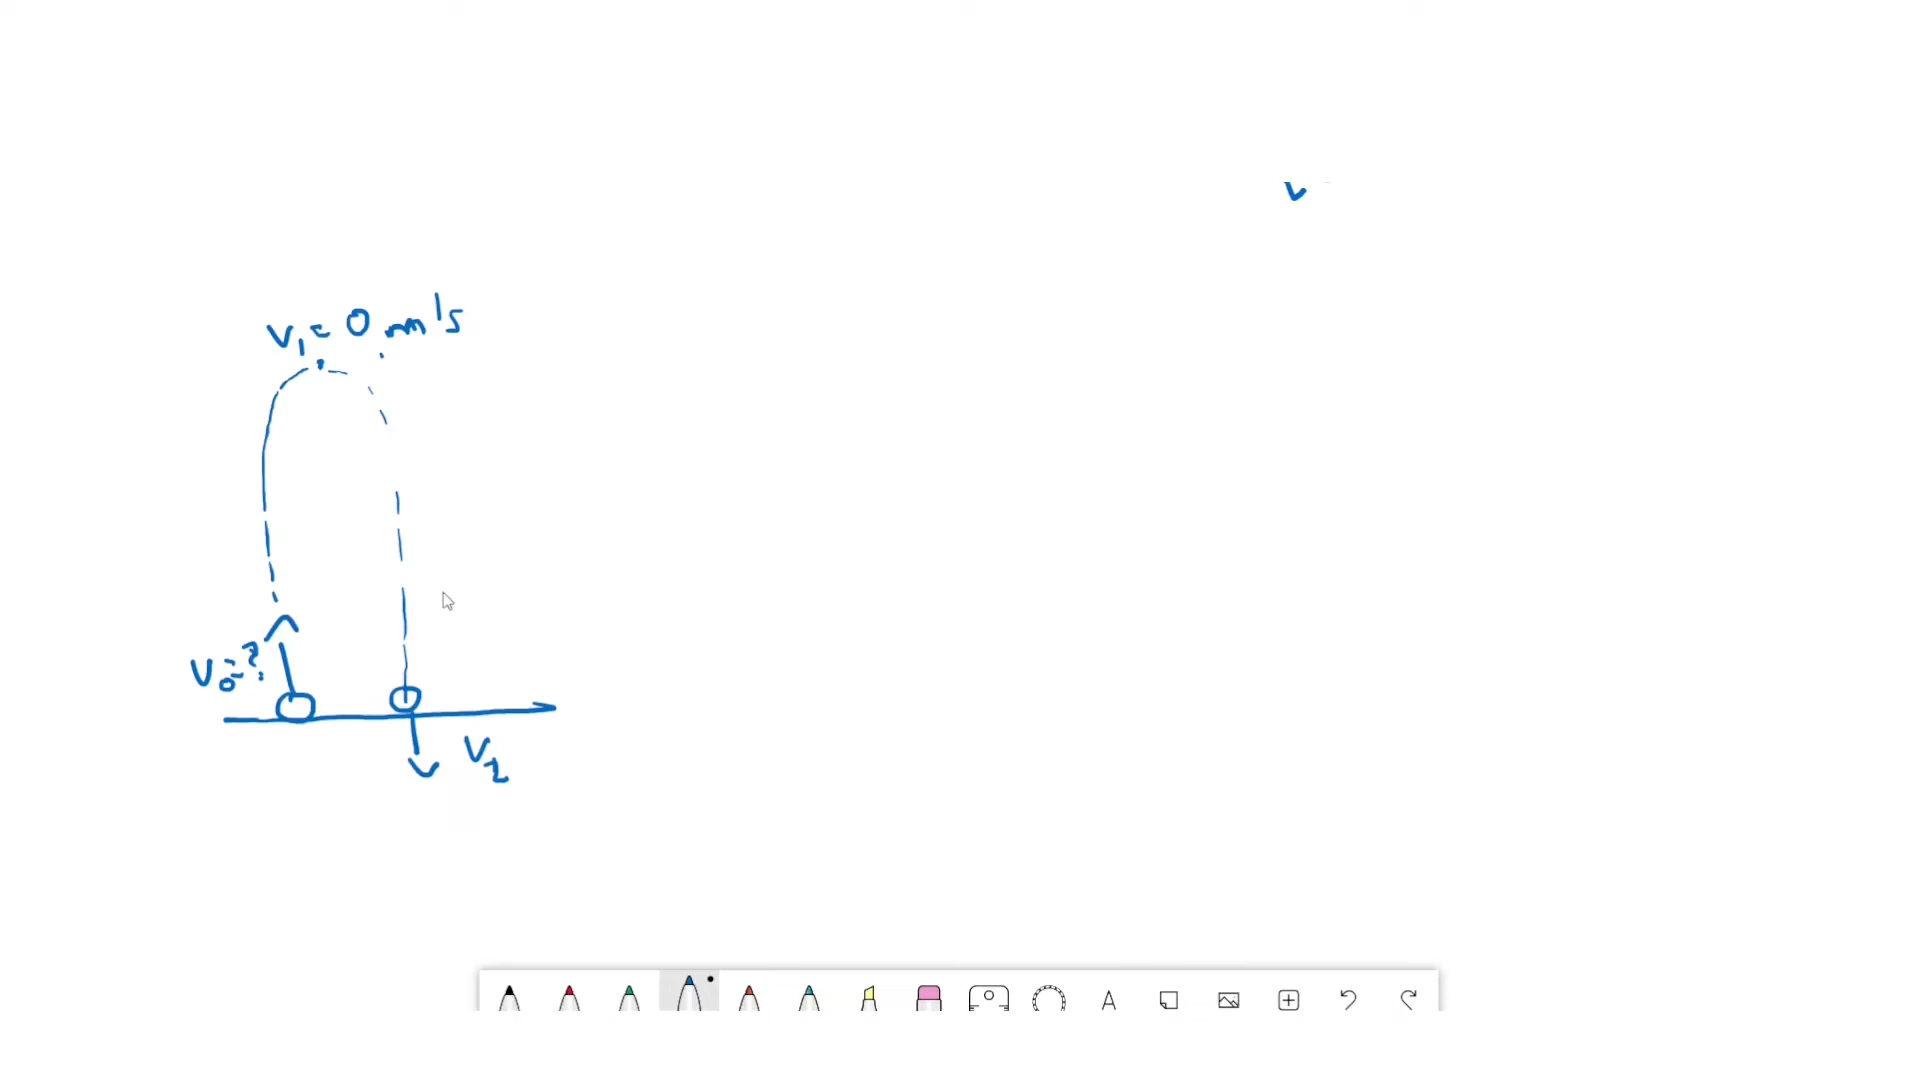 V₁ = 0 m/s
V₀ = ?
V₂